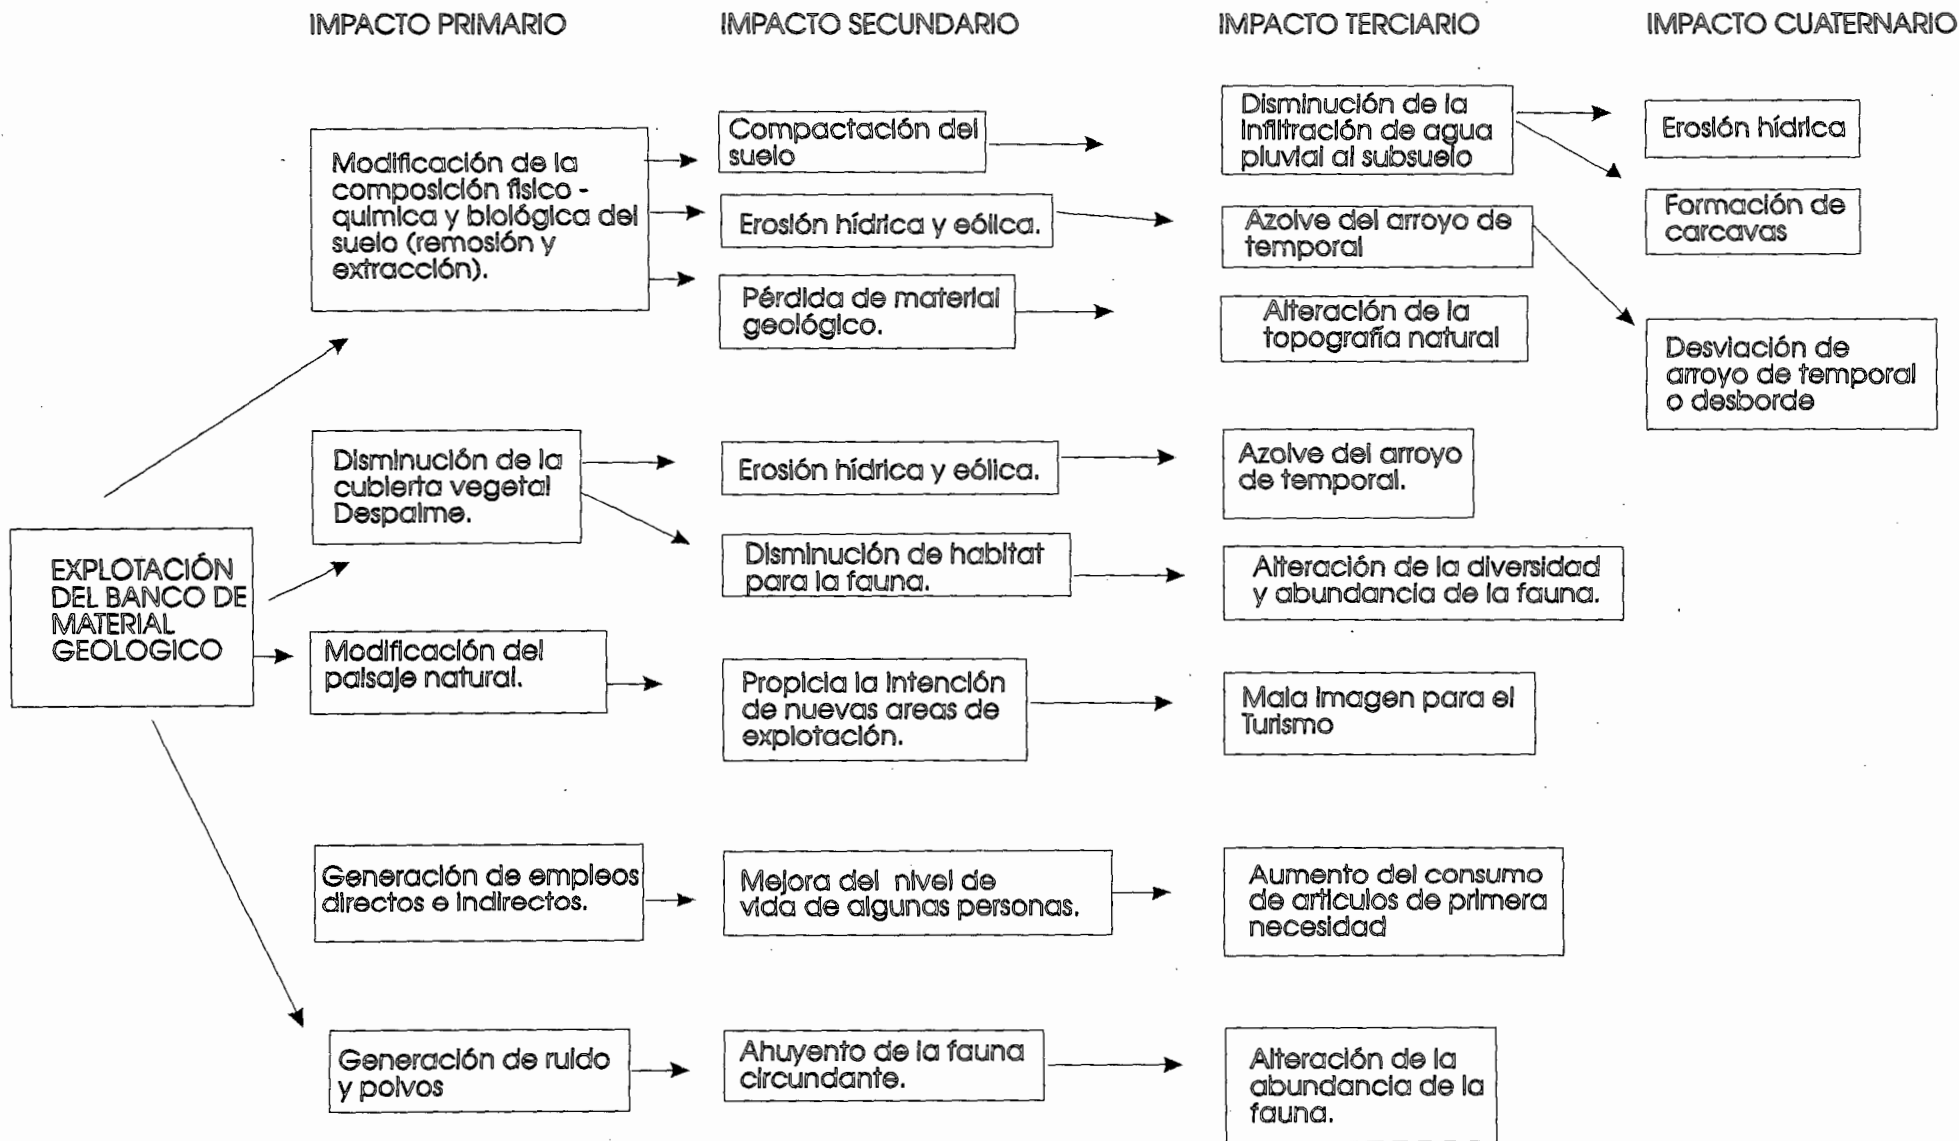 IMPACTO PRIMARIO
IMPACTO SECUNDARIO
IMPACTO TERCIARIO
IMPACTO CUATERNARIO
EXPLOTACIÓN
DEL BANCO DE
MATERIAL
GEOLOGICO
Modificación de la
composición fisico -
quimica y biológica del
suelo (remosión y
extracción).
Compactación del
suelo
Disminución de la
infiltración de agua
pluvial al subsuelo
Erosión hídrica
Formación de
carcavas
Erosión hídrica y eólica.
Azolve del arroyo de
temporal
Desviación de
arroyo de temporal
o desborde
Pérdida de material
geológico.
Alteración de la
topografía natural
Disminución de la
cubierta vegetal
Despalme.
Erosión hídrica y eólica.
Azolve del arroyo
de temporal.
Disminución de habitat
para la fauna.
Alteración de la diversidad
y abundancia de la fauna.
Modificación del
paisaje natural.
Propicia la intención
de nuevas areas de
explotación.
Mala imagen para el
Turismo
Generación de empleos
directos e indirectos.
Mejora del nivel de
vida de algunas personas.
Aumento del consumo
de articulos de primera
necesidad
Generación de ruido
y polvos
Ahuyento de la fauna
circundante.
Alteración de la
abundancia de la
fauna.